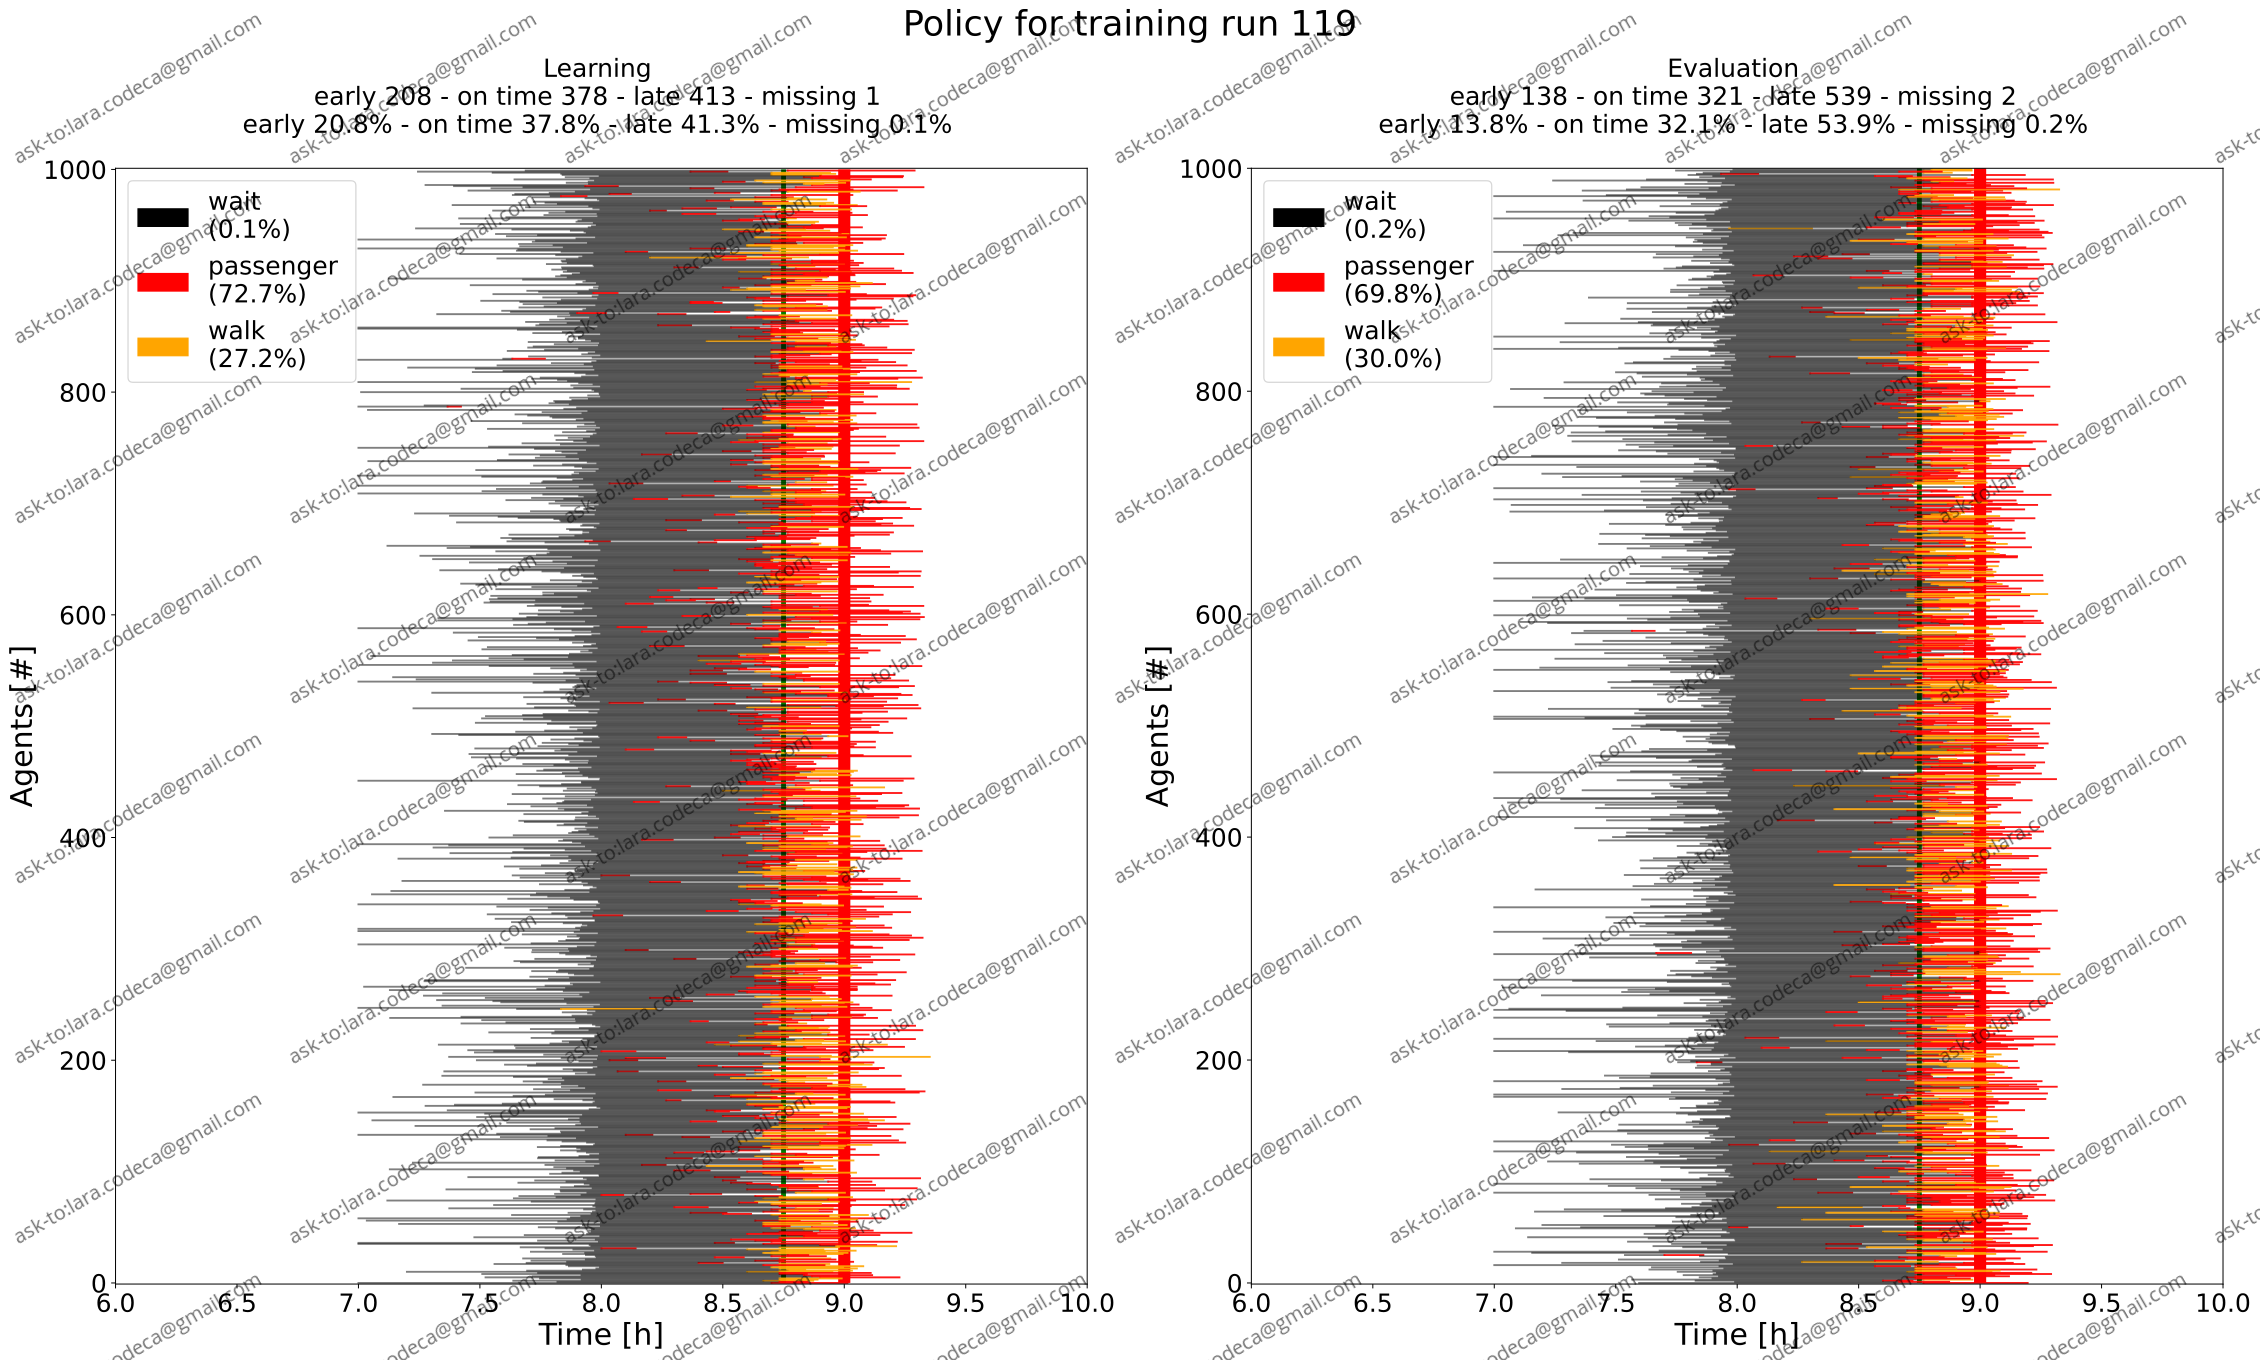 Policy for training run 119
Learning
early 208 - on time 378 - late 413 - missing 1
early 20.8% - on time 37.8% - late 41.3% - missing 0.1%
1000
800
600
400
200
0
Agents [#]
wait
(0.1%)
passenger
(72.7%)
walk
(27.2%)
6.0 6.5 7.0 7.5 8.0 8.5 9.0 9.5 10.0
Time [h]
Evaluation
early 138 - on time 321 - late 539 - missing 2
early 13.8% - on time 32.1% - late 53.9% - missing 0.2%
1000
800
600
400
200
0
Agents [#]
wait
(0.2%)
passenger
(69.8%)
walk
(30.0%)
6.0 6.5 7.0 7.5 8.0 8.5 9.0 9.5 10.0
Time [h]
ask-to:lara.codeca@gmail.com